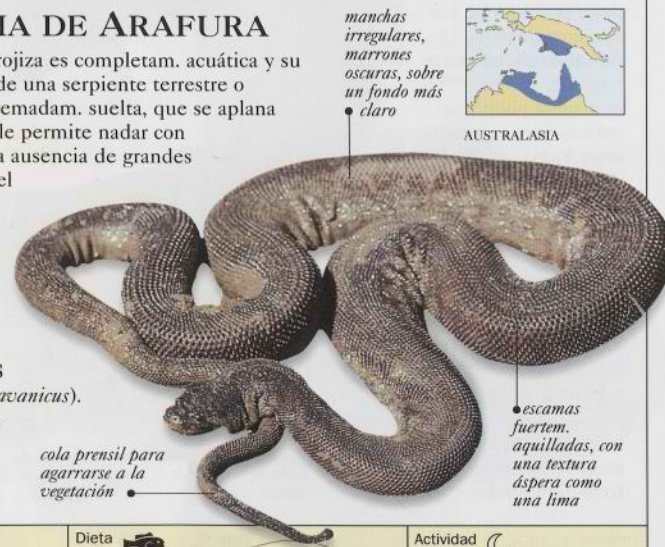 IA DE ARAFURA
rojiza es completam. acuática y su
de una serpiente terrestre o
emadam. suelta, que se aplana
le permite nadar con
a ausencia de grandes
el
manchas
irregulares,
marrones
oscuras, sobre
un fondo más
claro
AUSTRALASIA
S
avanicus).
cola prensil para
agarrarse a la
vegetación
escamas
fuertem.
aquilladas, con
una textura
áspera como
una lima
Dieta
Actividad